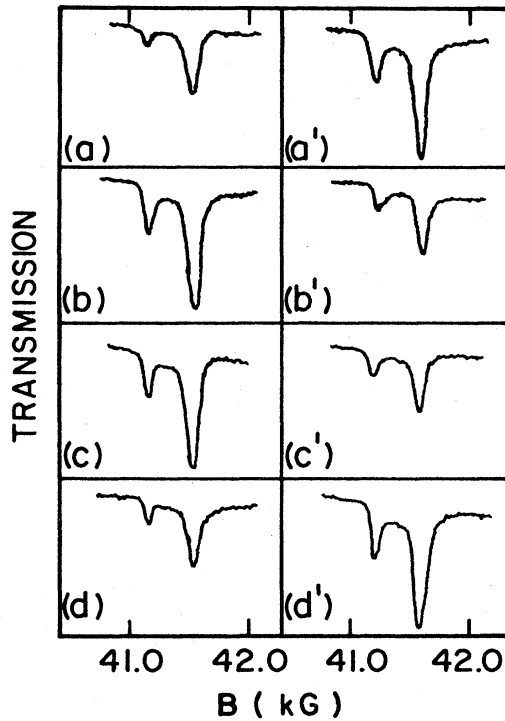 TRANSMISSION
(a)
(a')
(b)
(b')
(c)
(c')
(d)
(d')
41.0 42.0 41.0 42.0
B ( kG )